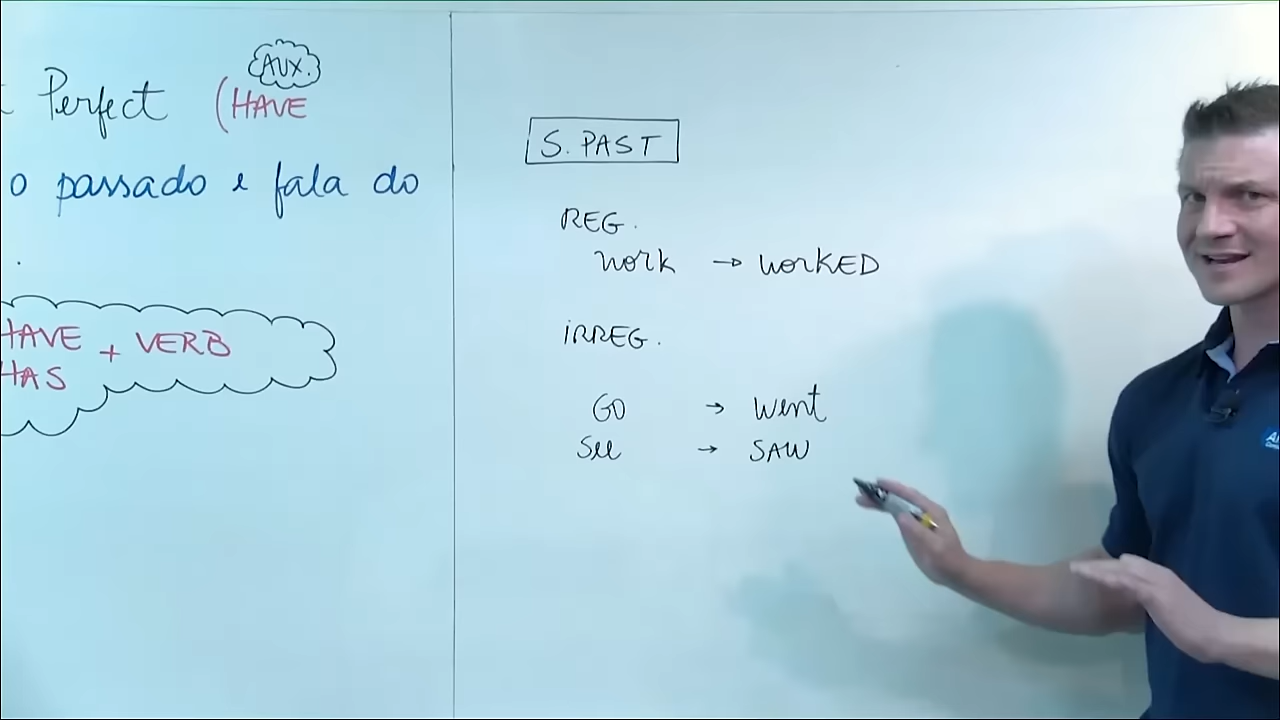 Perfect (HAVE
AUX.
o passado e fala do
.
HAVE + VERB
HAS
S. PAST
REG.
work → workED
iRREG.
GO → went
See → SAW